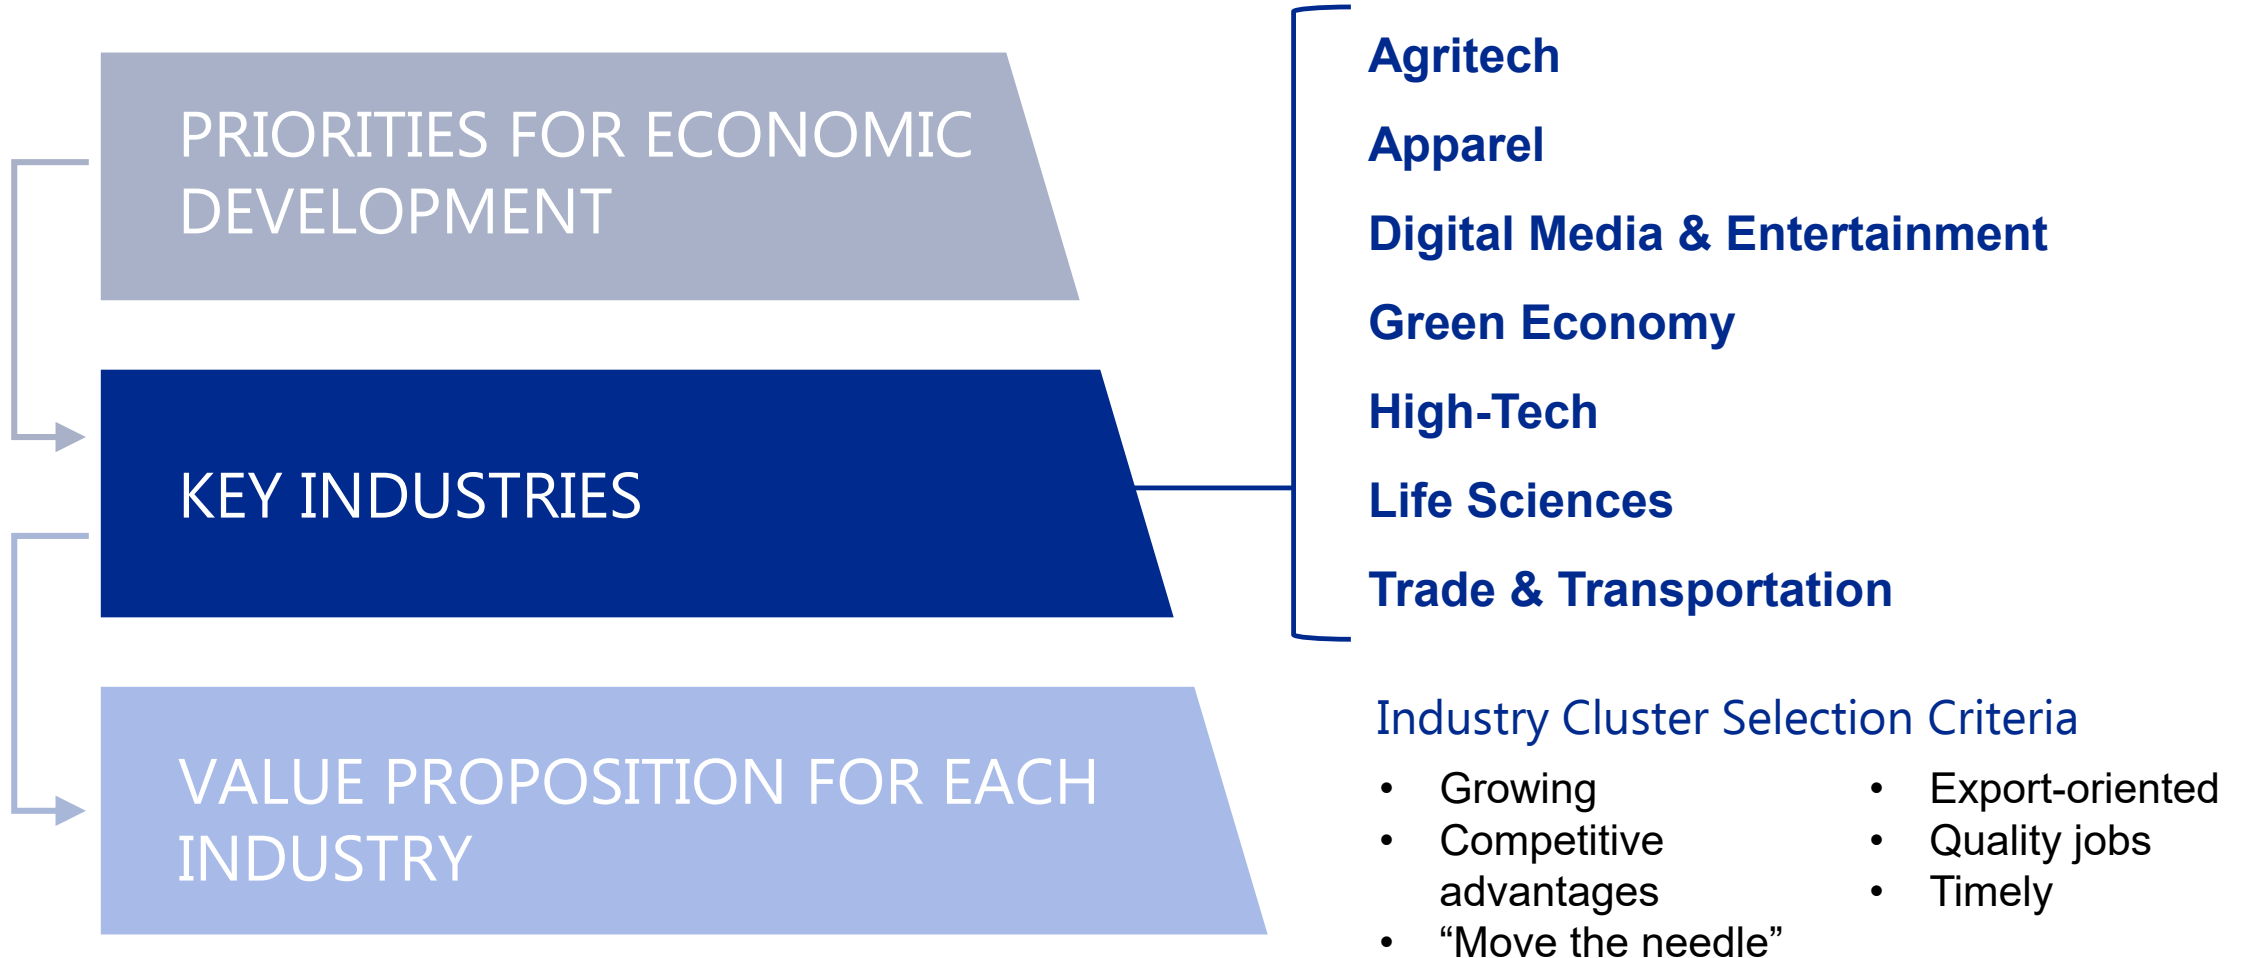 PRIORITIES FOR ECONOMIC
DEVELOPMENT
KEY INDUSTRIES
VALUE PROPOSITION FOR EACH
INDUSTRY
Agritech
Apparel
Digital Media & Entertainment
Green Economy
High-Tech
Life Sciences
Trade & Transportation
Industry Cluster Selection Criteria
• Growing
• Competitive
advantages
• “Move the needle”
• Export-oriented
• Quality jobs
• Timely